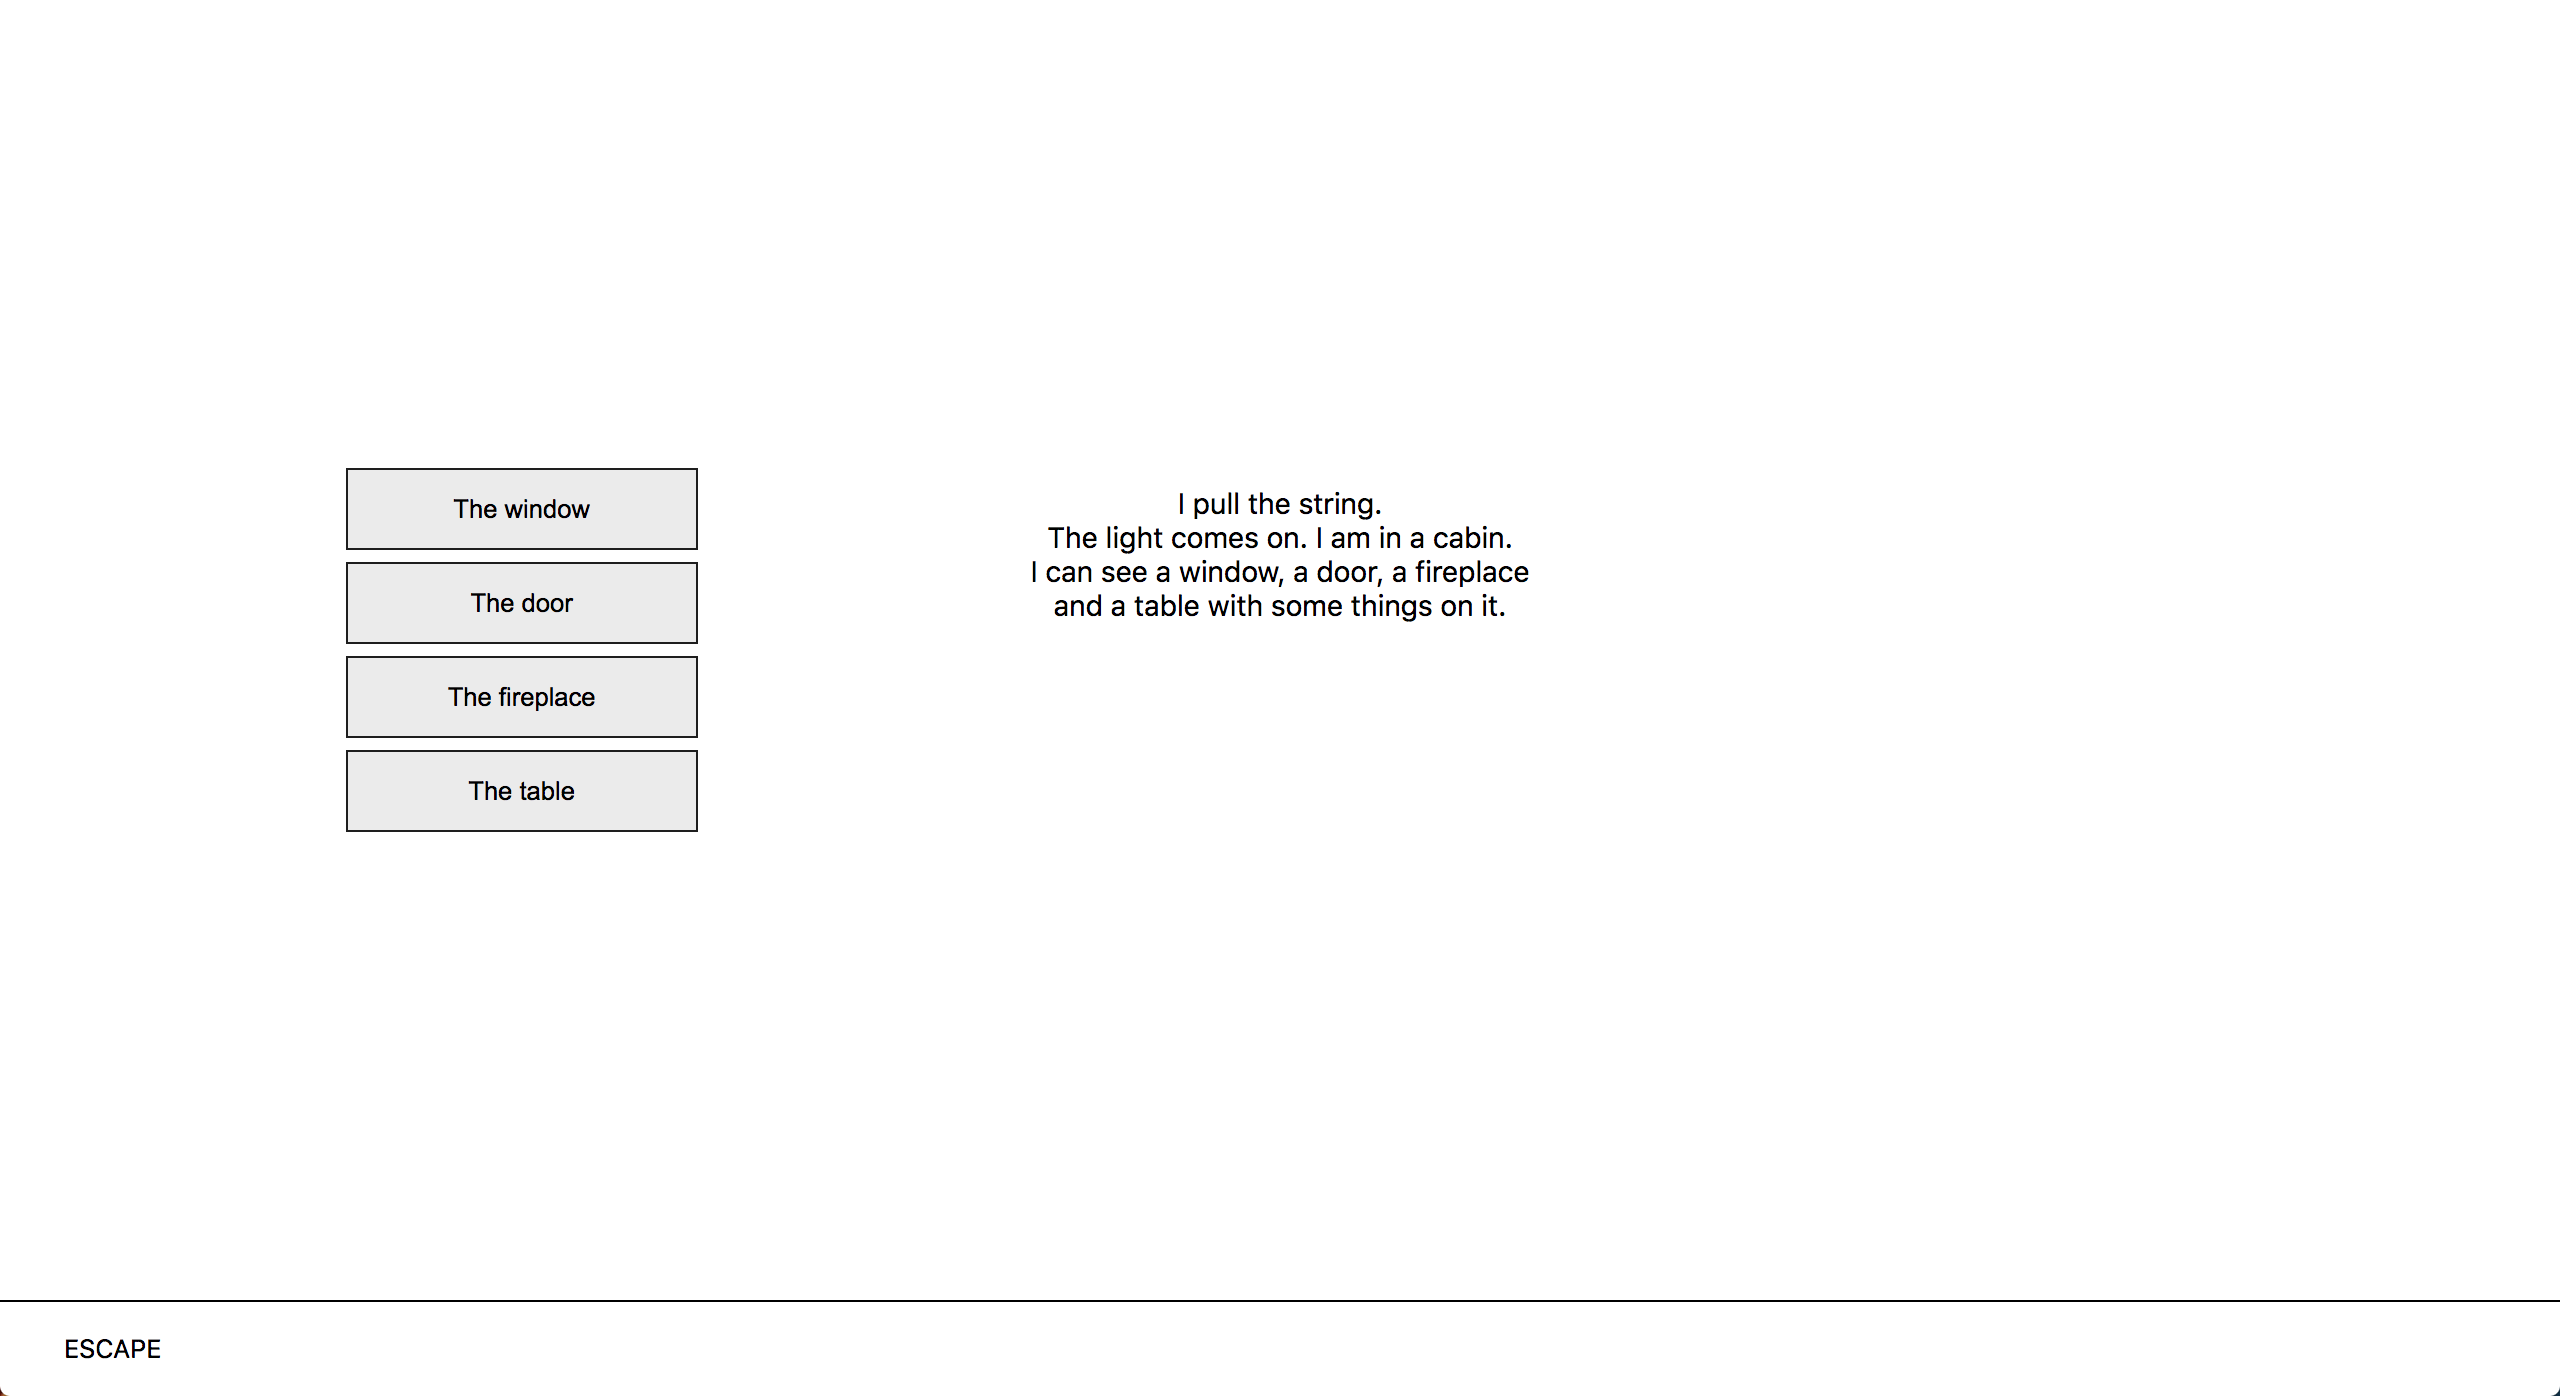 The window
The door
The fireplace
The table
I pull the string.
The light comes on. I am in a cabin.
I can see a window, a door, a fireplace
and a table with some things on it.
ESCAPE